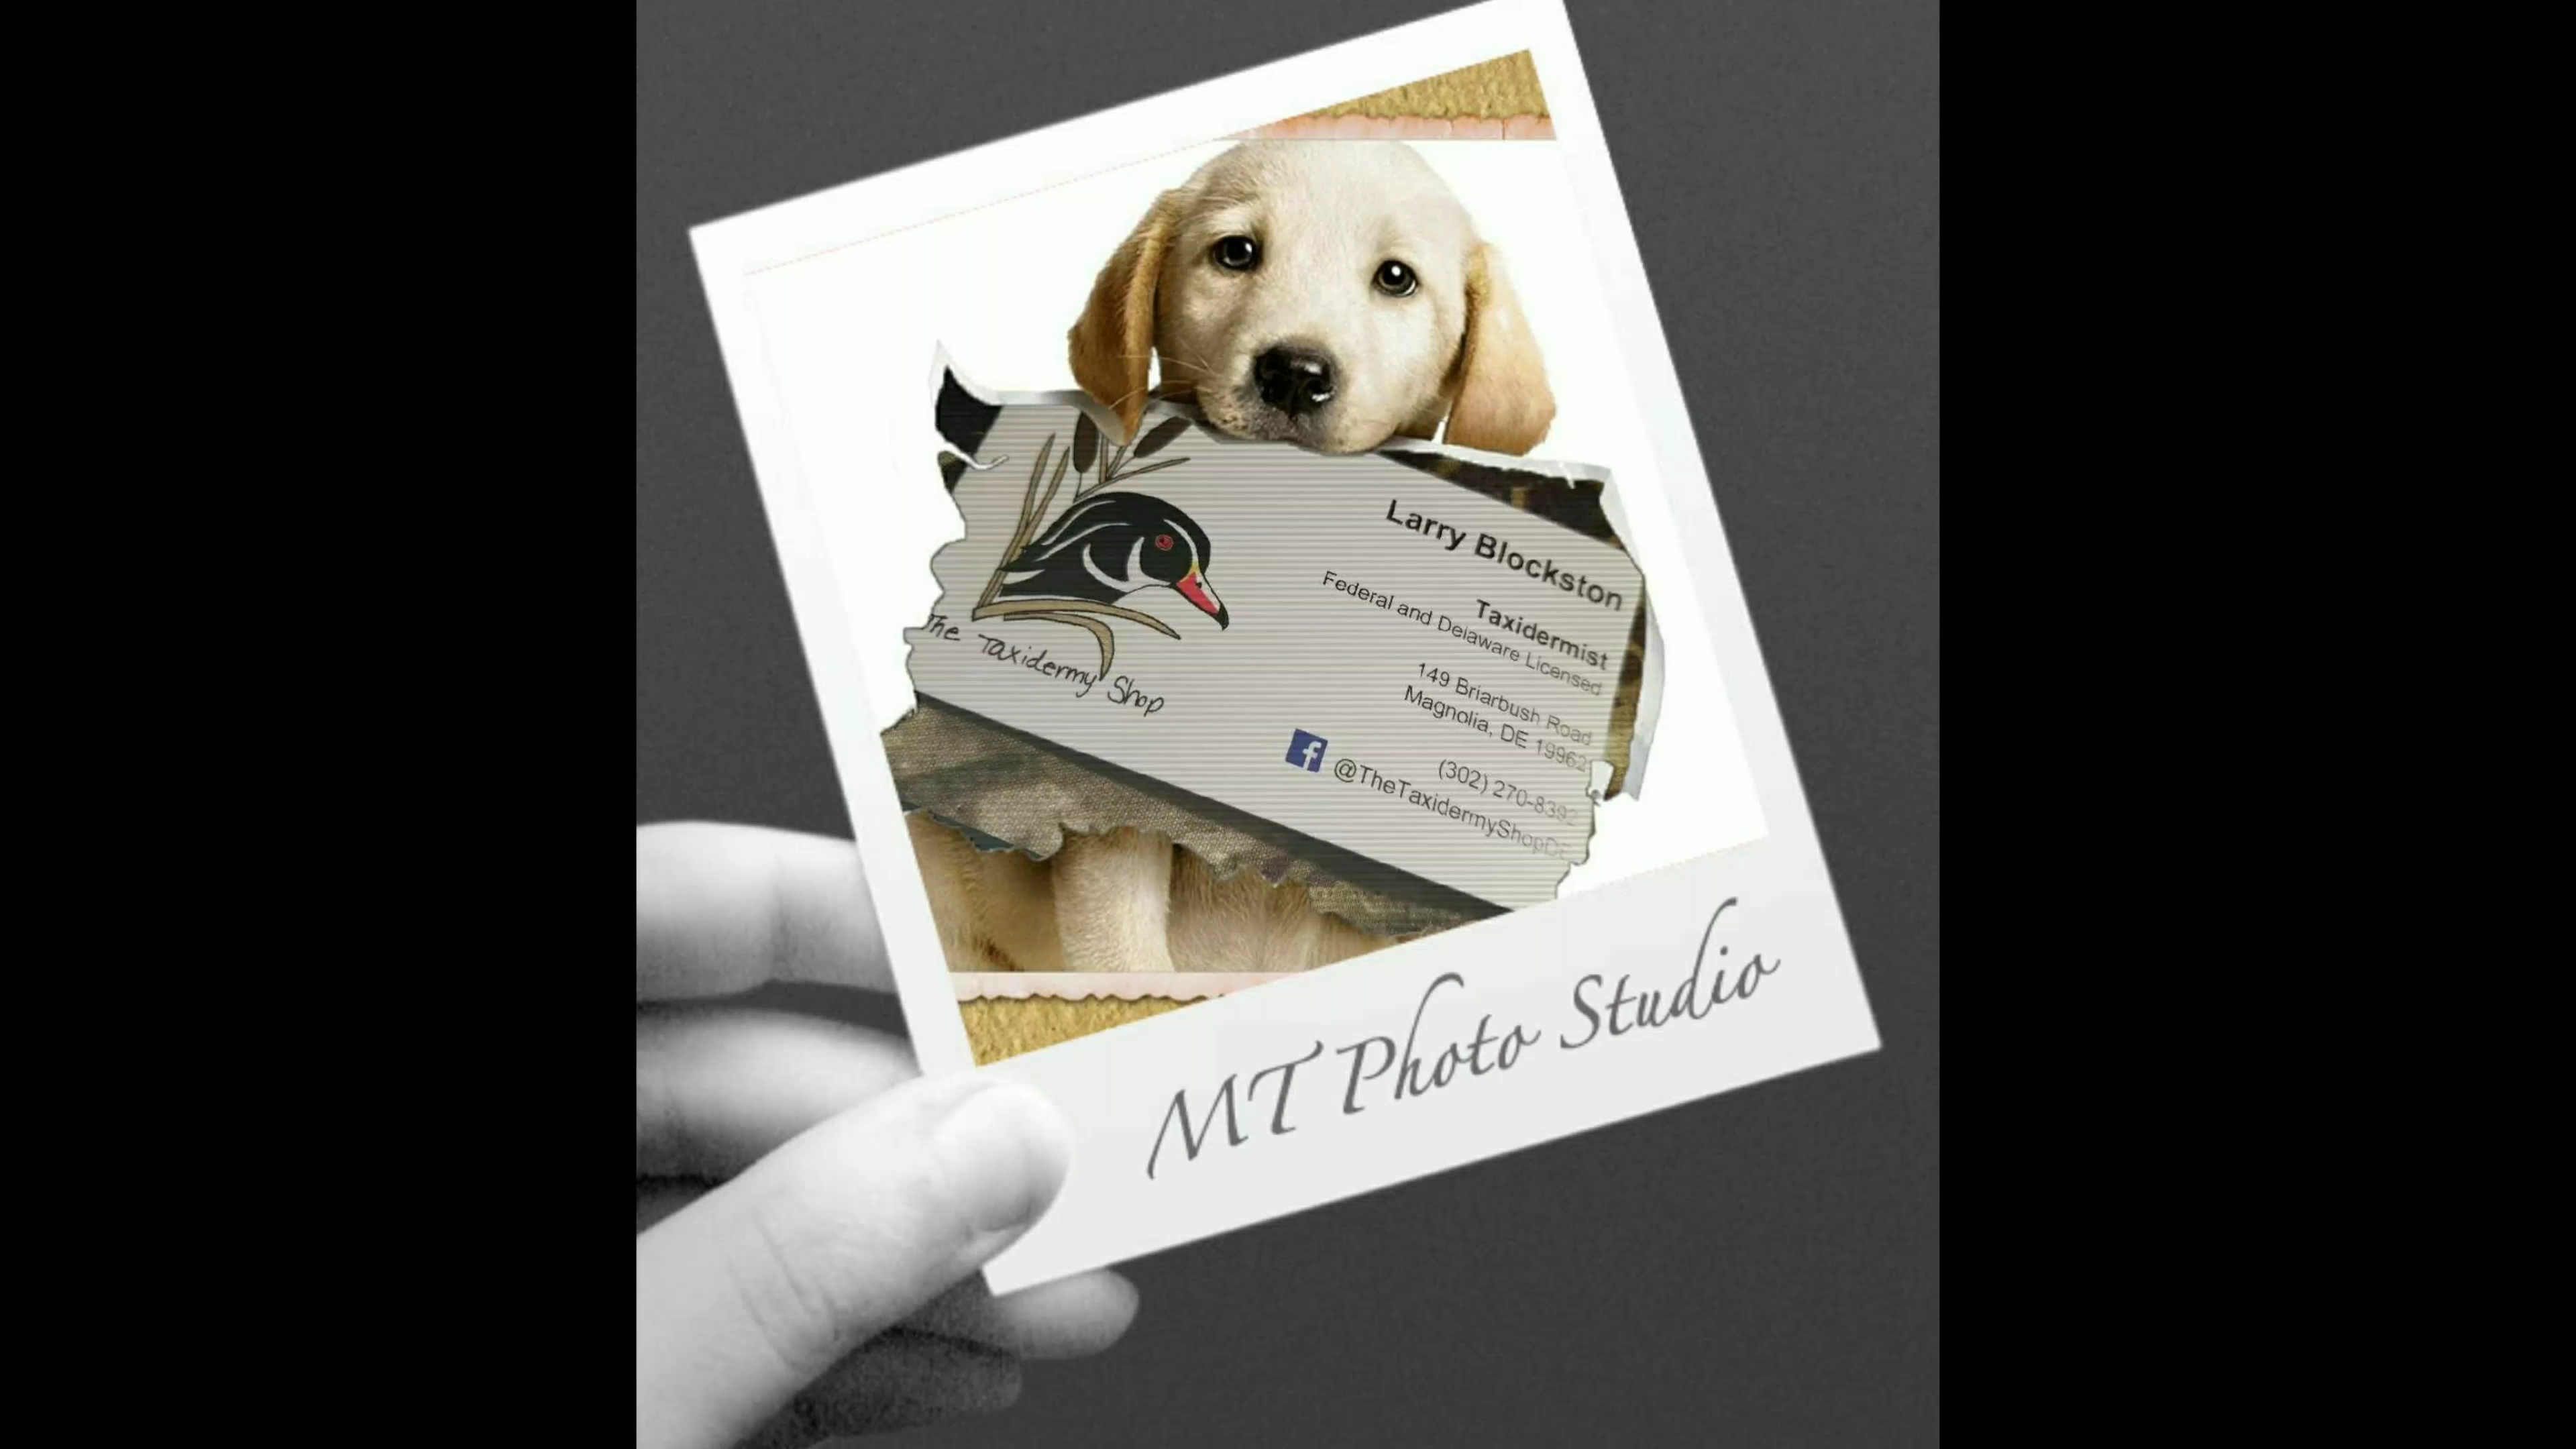 The Taxidermy Shop
Larry Blockston
Taxidermist
Federal and Delaware Licensed
149 Briarbush Road
Magnolia, DE 19962
(302) 270-8392
@TheTaxidermyShopDE
MT Photo Studio